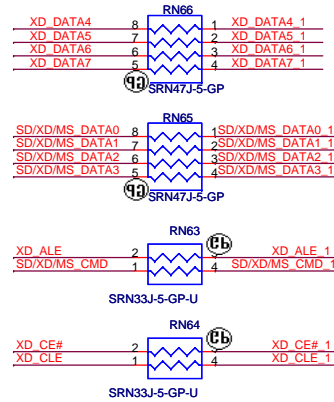 RN66
XD_DATA4 8 1 XD_DATA4_1
XD_DATA5 7 2 XD_DATA5_1
XD_DATA6 6 3 XD_DATA6_1
XD_DATA7 5 4 XD_DATA7_1
SRN47J-5-GP
RN65
SD/XD/MS_DATA0 8 1 SD/XD/MS_DATA0_1
SD/XD/MS_DATA1 7 2 SD/XD/MS_DATA1_1
SD/XD/MS_DATA2 6 3 SD/XD/MS_DATA2_1
SD/XD/MS_DATA3 5 4 SD/XD/MS_DATA3_1
SRN47J-5-GP
RN63
XD_ALE 2 XD_ALE_1
SD/XD/MS_CMD 1 4 SD/XD/MS_CMD_1
SRN33J-5-GP-U
RN64
XD_CE# 2 XD_CE#_1
XD_CLE 1 4 XD_CLE_1
SRN33J-5-GP-U